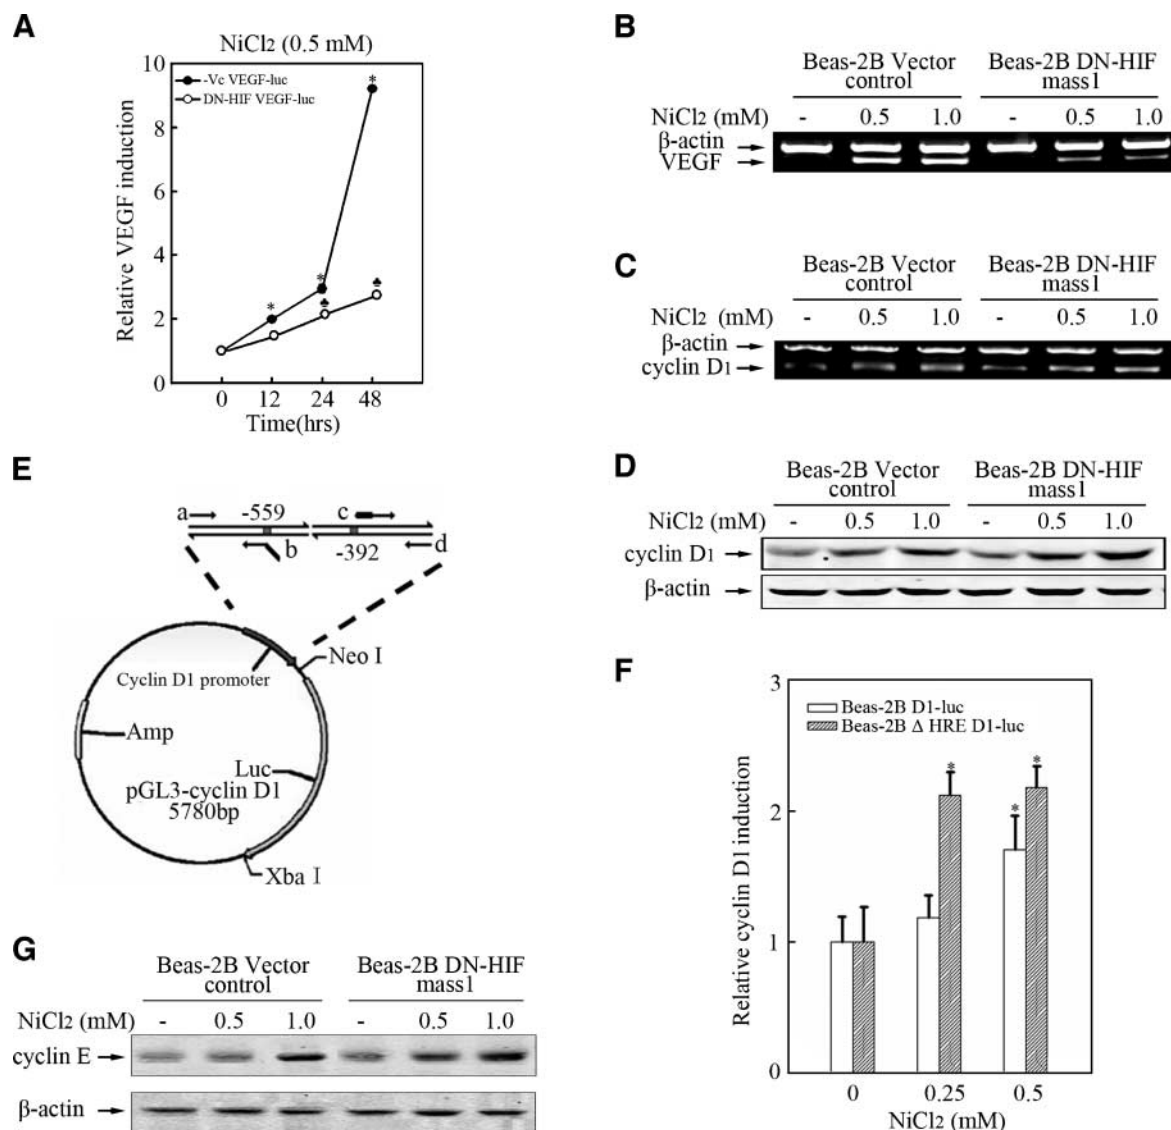 A
NiCl2 (0.5 mM)
-Vc VEGF-luc
DN-HIF VEGF-luc
Relative VEGF induction
10
8
6
4
2
0
*
*
*
♣
♣
0 12 24 48
Time(hrs)
B
Beas-2B Vector control
Beas-2B DN-HIF mass1
NiCl2 (mM) - 0.5 1.0 - 0.5 1.0
β-actin
VEGF
C
Beas-2B Vector control
Beas-2B DN-HIF mass1
NiCl2 (mM) - 0.5 1.0 - 0.5 1.0
β-actin
cyclin D1
D
Beas-2B Vector control
Beas-2B DN-HIF mass1
NiCl2 (mM) - 0.5 1.0 - 0.5 1.0
cyclin D1
β-actin
E
a -559 c
b -392 d
Neo I
Cyclin D1 promoter
Amp
Luc
pGL3-cyclin D1
5780bp
Xba I
F
Beas-2B D1-luc
Beas-2B Δ HRE D1-luc
Relative cyclin D1 induction
3
2
1
0
*
*
*
0 0.25 0.5
NiCl2 (mM)
G
Beas-2B Vector control
Beas-2B DN-HIF mass1
NiCl2 (mM) - 0.5 1.0 - 0.5 1.0
cyclin E
β-actin